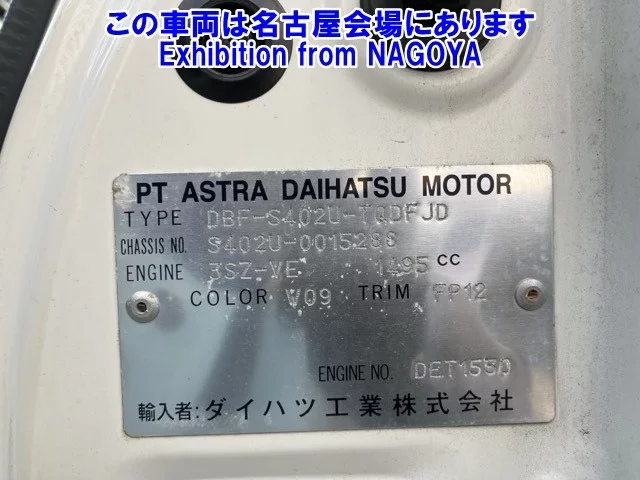 この車両は名古屋会場にあります
Exhibition from NAGOYA
PT ASTRA DAIHATSU MOTOR
TYPE DBF-S402U-TQDFJD
CHASSIS NO. S402U-0015286
ENGINE 3SZ-VE 1495 CC
COLOR W09 TRIM FP12
ENGINE NO. DET1530
輸入者:ダイハツ工業株式会社